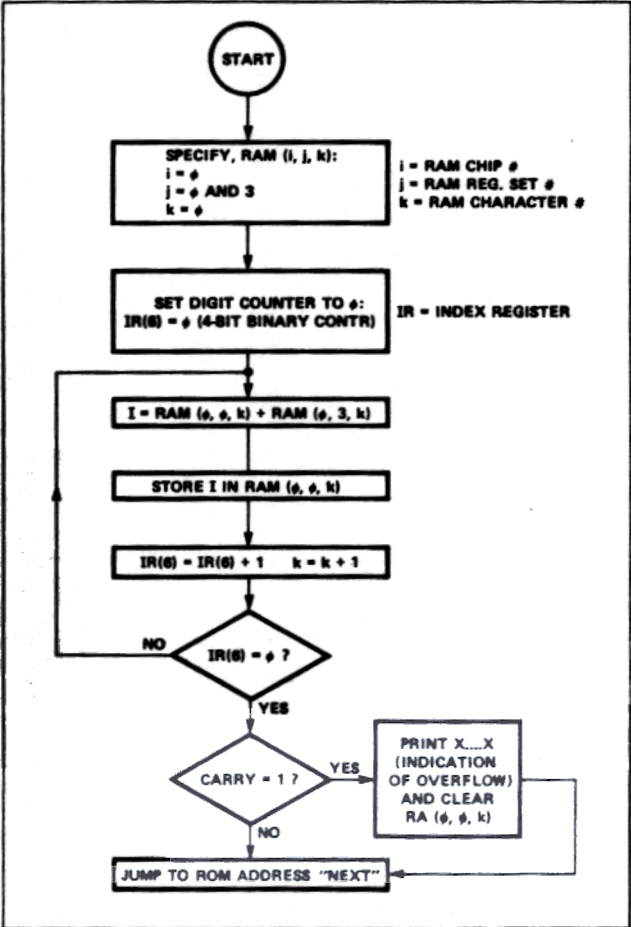 START
SPECIFY, RAM (i, j, k):
i = ϕ
j = ϕ AND 3
k = ϕ
i = RAM CHIP #
j = RAM REG. SET #
k = RAM CHARACTER #
SET DIGIT COUNTER TO ϕ:
IR(6) = ϕ (4-BIT BINARY CONTR)
IR = INDEX REGISTER
I = RAM (ϕ, ϕ, k) + RAM (ϕ, 3, k)
STORE I IN RAM (ϕ, ϕ, k)
IR(6) = IR(6) + 1 k = k + 1
IR(6) = ϕ ?
NO
YES
CARRY = 1 ?
YES
PRINT X....X
(INDICATION
OF OVERFLOW)
AND CLEAR
RA (ϕ, ϕ, k)
NO
JUMP TO ROM ADDRESS "NEXT"